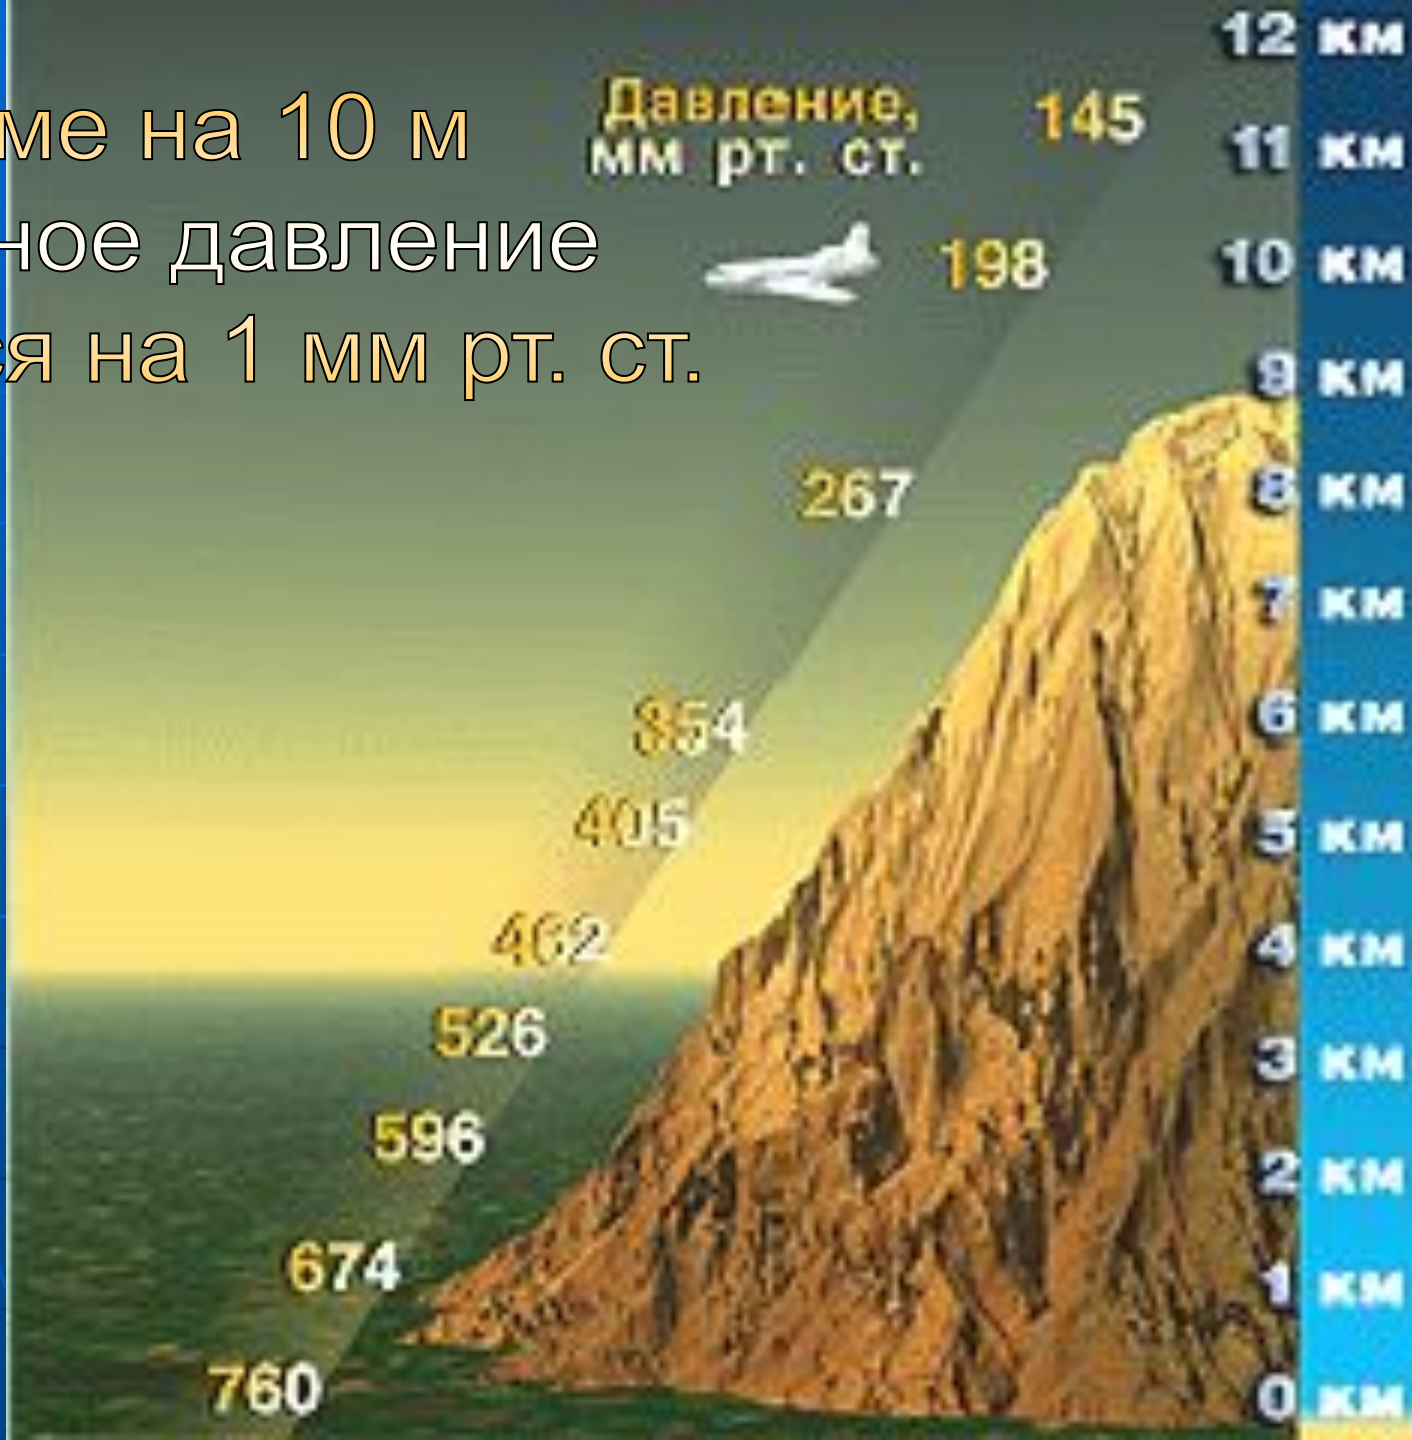 ме на 10 м
ное давление
ся на 1 мм рт. ст.
Давление,
мм рт. ст.
145
198
267
354
405
462
526
596
674
760
12 км
11 км
10 км
9 км
8 км
7 км
6 км
5 км
4 км
3 км
2 км
1 км
0 км